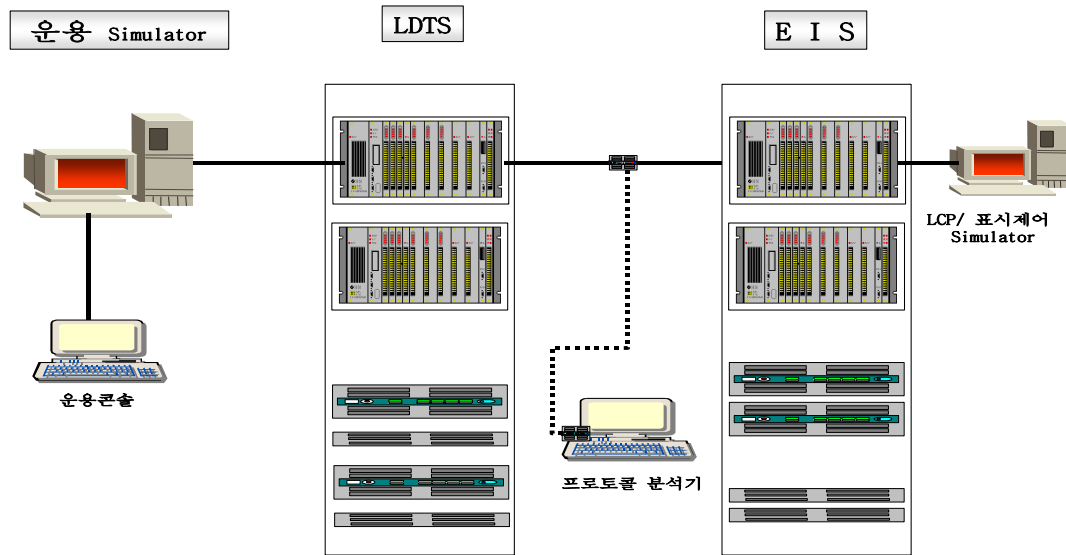 운용 Simulator
LDTS
E I S
LCP/ 표시제어
Simulator
운용콘솔
프로토콜 분석기